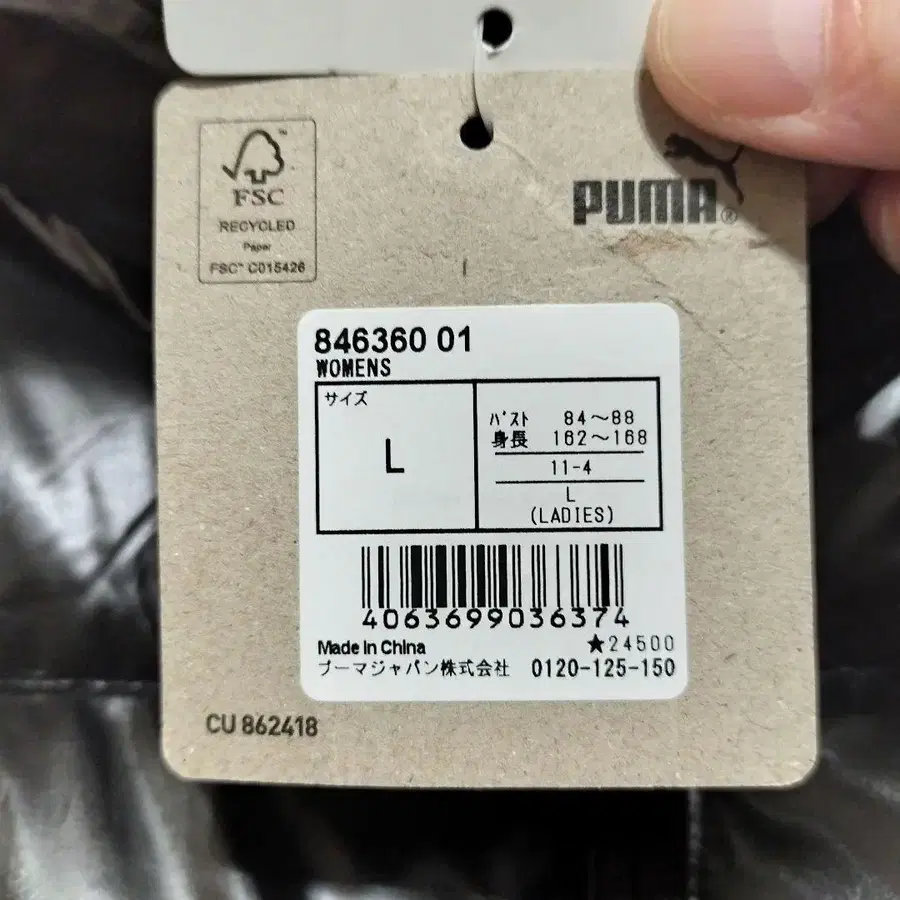 FSC™
RECYCLED
Paper
FSC™ C015426
PUMA®
846360 01
WOMENS
サイズ
L
バスト 84～88
身長 162～168
11-4
L
(LADIES)
4063699036374
Made in China
★24500
プーマジャパン株式会社 0120-125-150
CU 862418